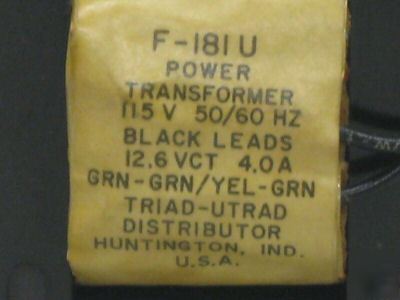 F-181U
POWER
TRANSFORMER
115 V 50/60 HZ
BLACK LEADS
12.6 VCT 4.0A
GRN-GRN/YEL-GRN
TRIAD-UTRAD
DISTRIBUTOR
HUNTINGTON, IND.
U.S.A.